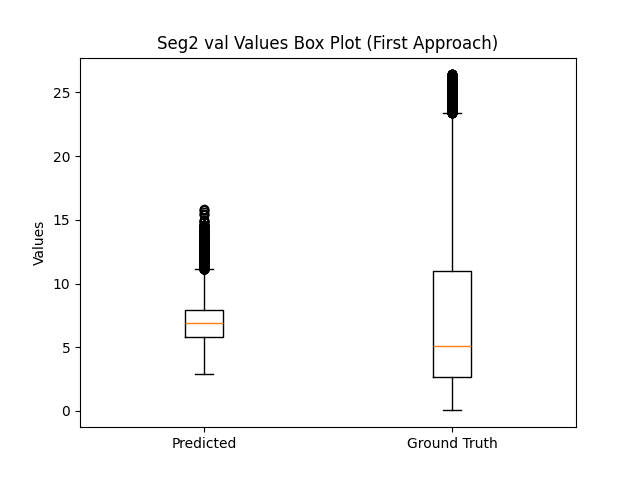 Seg2 val Values Box Plot (First Approach)
Values
25
20
15
10
5
0
Predicted
Ground Truth